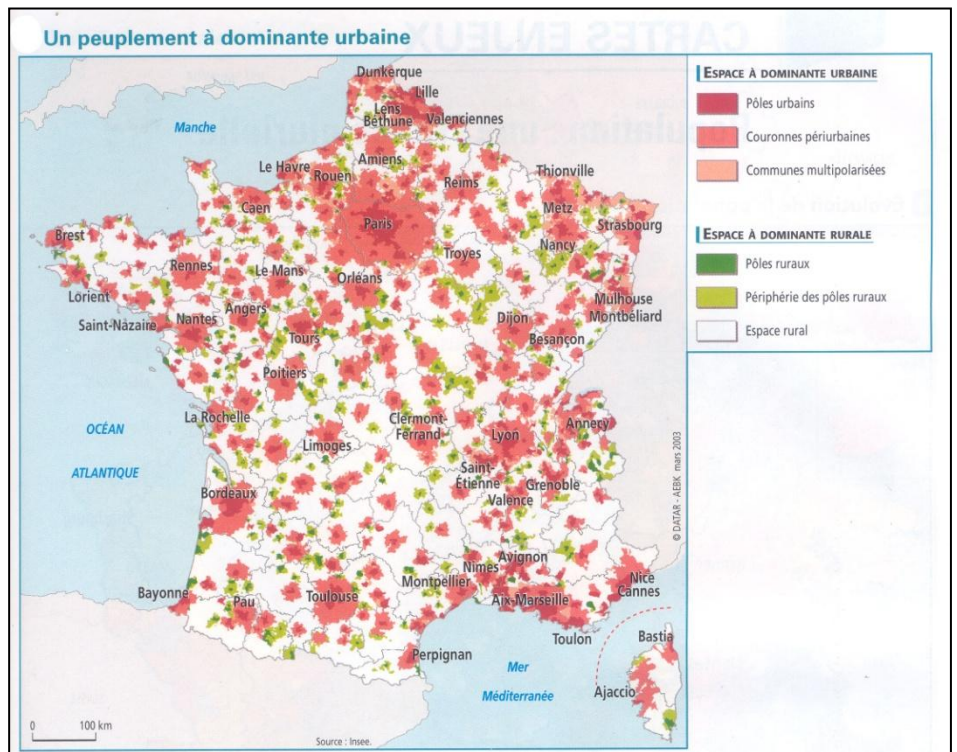 Un peuplement à dominante urbaine
CARTES ENJEUX
Dunkerque
Lille
Lens
Béthune
Valenciennes
Manche
Amiens
Le Havre
Rouen
Reims
Thionville
Caen
Metz
Paris
Strasbourg
Nancy
Brest
Troyes
Rennes
Le Mans
Orléans
Lorient
Mulhouse
Angers
Montbéliard
Saint-Nazaire
Nantes
Dijon
Tours
Besançon
Poitiers
La Rochelle
Clermont-
Ferrand
Annecy
OCÉAN
Limoges
Lyon
ATLANTIQUE
Saint-
Étienne
Grenoble
Bordeaux
Valence
Avignon
Nîmes
Montpellier
Nice
Cannes
Bayonne
Toulouse
Aix-Marseille
Pau
Toulon
Bastia
Perpignan
Mer
Méditerranée
Ajaccio
0 100 km
Source : Insee.
© DATAR - AEBK mars 2003
ESPACE À DOMINANTE URBAINE
Pôles urbains
Couronnes périurbaines
Communes multipolarisées
ESPACE À DOMINANTE RURALE
Pôles ruraux
Périphérie des pôles ruraux
Espace rural